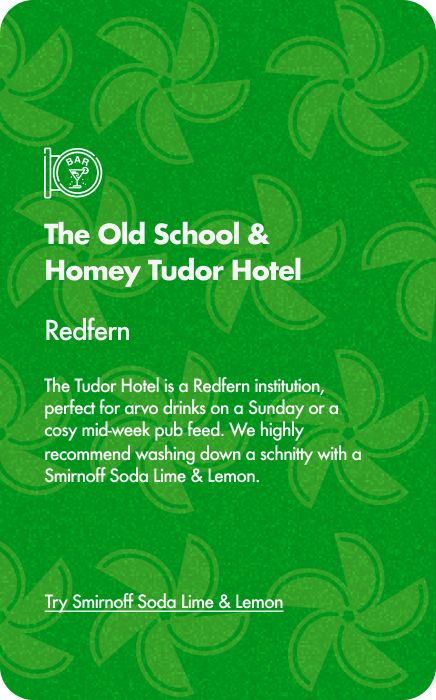 BAR
The Old School &
Homey Tudor Hotel
Redfern
The Tudor Hotel is a Redfern institution,
perfect for arvo drinks on a Sunday or a
cosy mid-week pub feed. We highly
recommend washing down a schnitty with a
Smirnoff Soda Lime & Lemon.
Try Smirnoff Soda Lime & Lemon